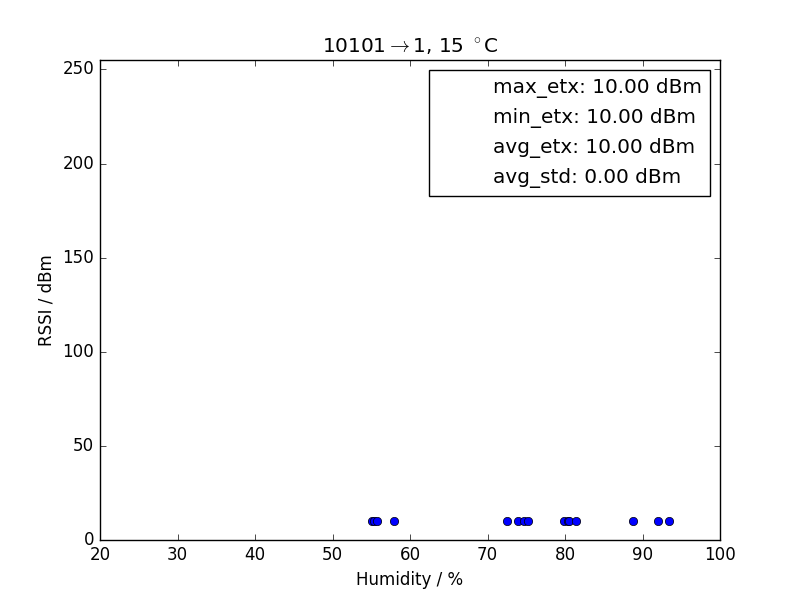 10101→1, 15 °C
max_etx: 10.00 dBm
min_etx: 10.00 dBm
avg_etx: 10.00 dBm
avg_std: 0.00 dBm
250
200
150
100
50
0
RSSI / dBm
20 30 40 50 60 70 80 90 100
Humidity / %